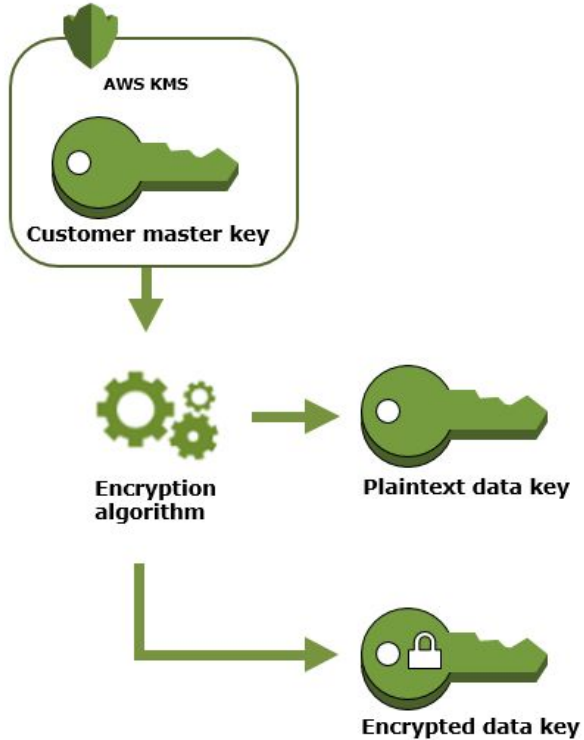 AWS KMS
Customer master key
Encryption
algorithm
Plaintext data key
Encrypted data key